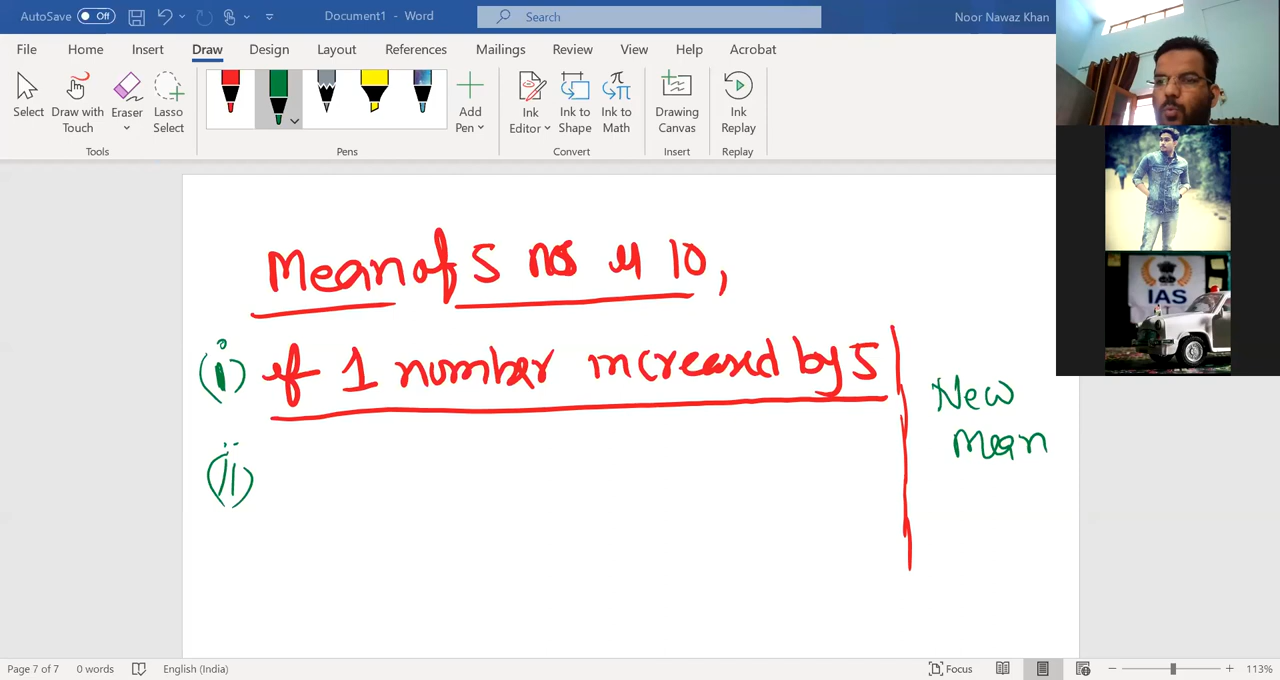 AutoSave Off Document1 - Word Search Noor Nawaz Khan
File Home Insert Draw Design Layout References Mailings Review View Help Acrobat
Select Draw with Touch Eraser Lasso Select Add Pen Ink Editor Ink to Shape Ink to Math Drawing Canvas Ink Replay
Tools Pens Convert Insert Replay
IAS
Mean of 5 nos is 10,
(i) if 1 number increased by 5
New
Mean
(ii)
Page 7 of 7 0 words English (India) Focus 113%